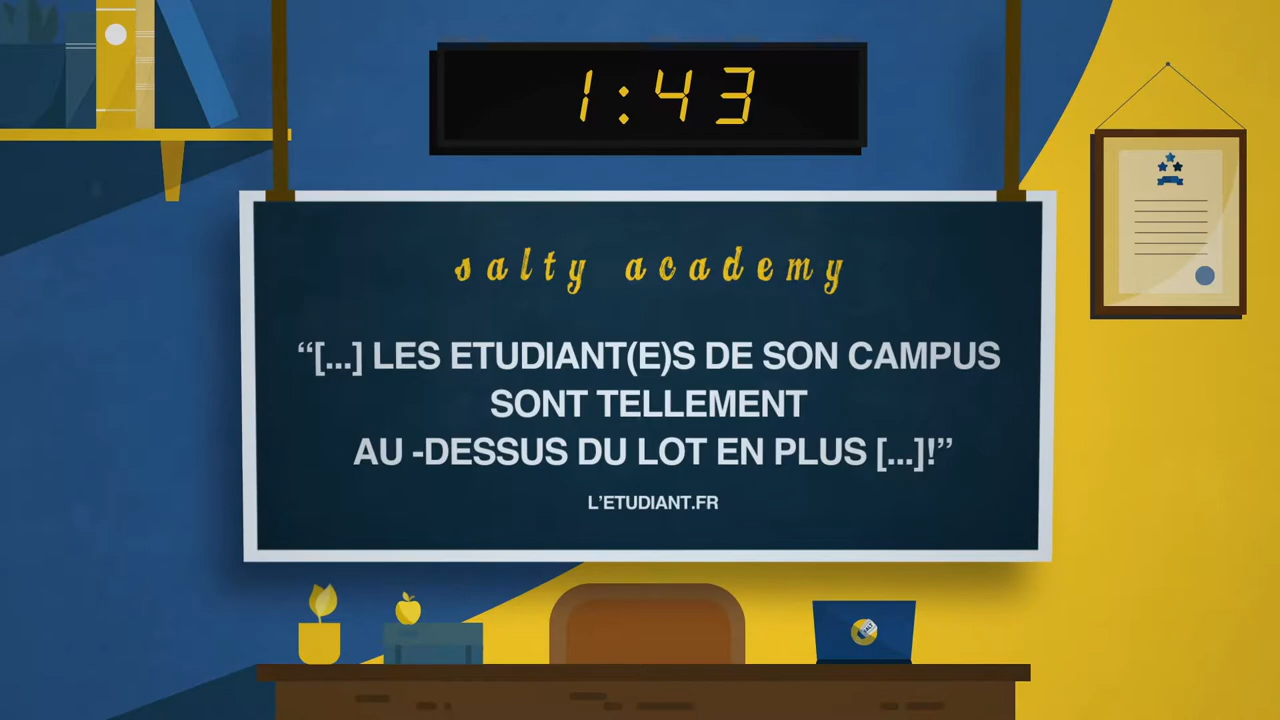 1:43
salty academy
“[...] LES ETUDIANT(E)S DE SON CAMPUS
SONT TELLEMENT
AU -DESSUS DU LOT EN PLUS [...]!”
L’ETUDIANT.FR